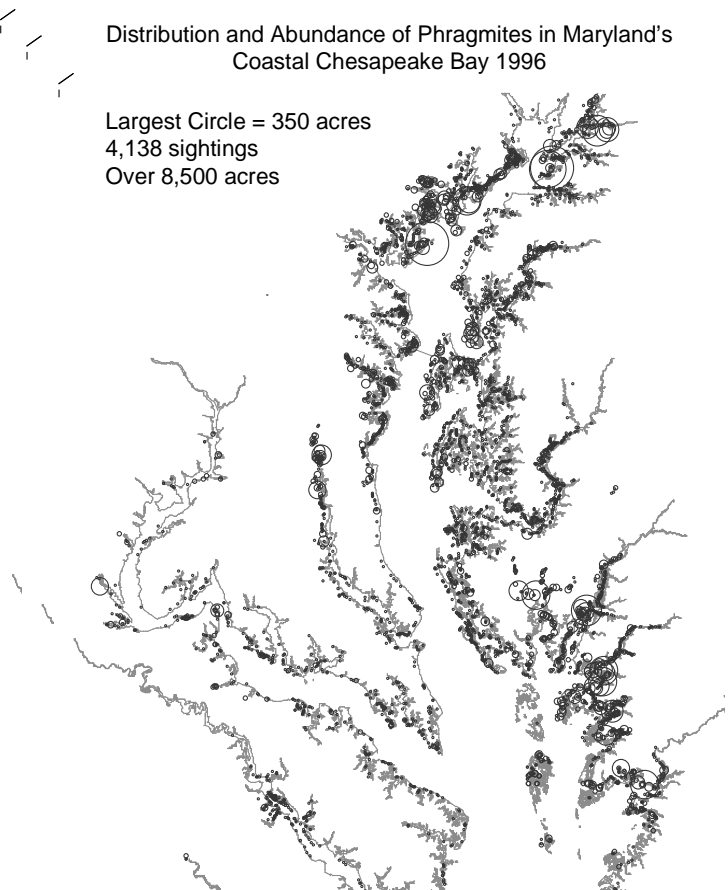 Distribution and Abundance of Phragmites in Maryland's
Coastal Chesapeake Bay 1996
Largest Circle = 350 acres
4,138 sightings
Over 8,500 acres